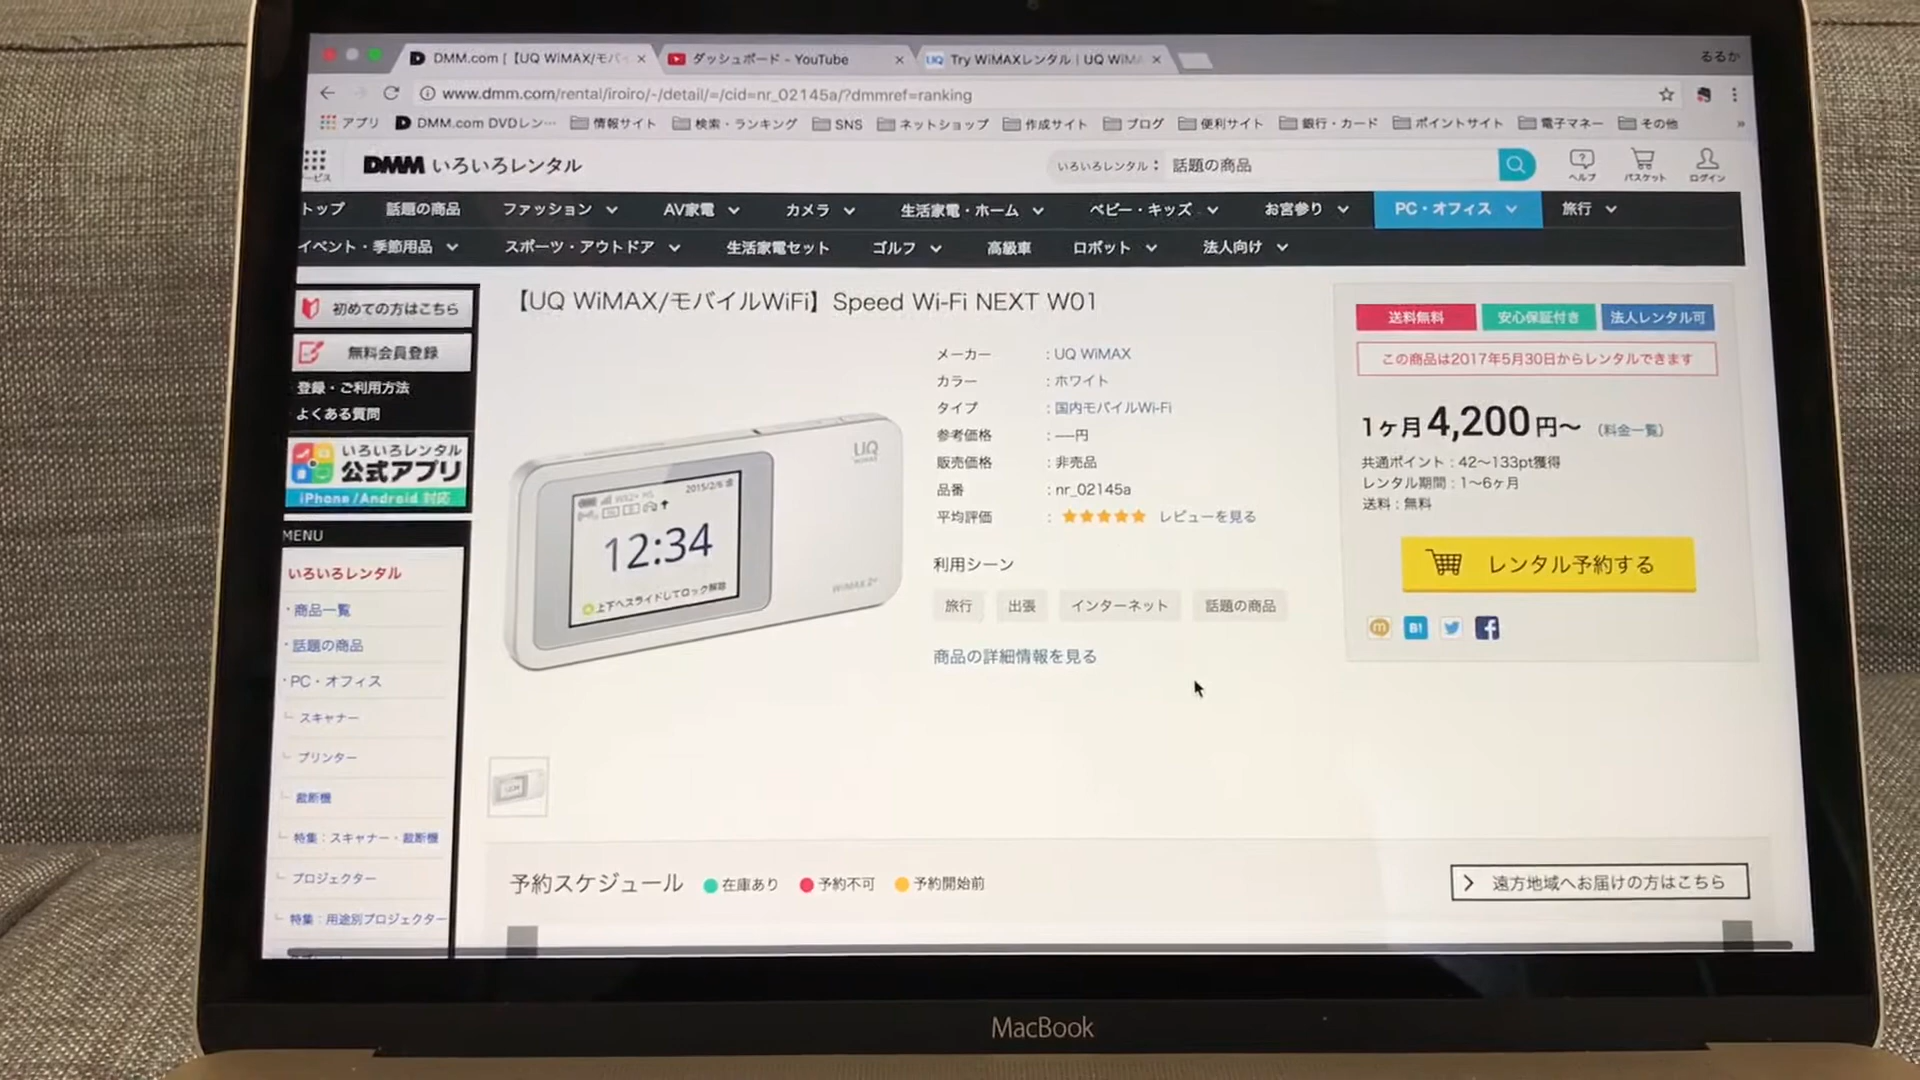 DMM.com [【UQ WiMAX/モバ
ダッシュボード - YouTube
UQ Try WiMAXレンタル | UQ WiMA
るるか
www.dmm.com/rental/iroiro/-/detail/=/cid=nr_02145a/?dmmref=ranking
アプリ DMM.com DVDレン… 情報サイト 検索・ランキング SNS ネットショップ 作成サイト ブログ 便利サイト 銀行・カード ポイントサイト 電子マネー その他 »
ービス DMM いろいろレンタル いろいろレンタル： 話題の商品 ヘルプ バスケット ログイン
トップ 話題の商品 ファッション AV家電 カメラ 生活家電・ホーム ベビー・キッズ お宮参り PC・オフィス 旅行
イベント・季節用品 スポーツ・アウトドア 生活家電セット ゴルフ 高級車 ロボット 法人向け
初めての方はこちら
無料会員登録
登録・ご利用方法
よくある質問
いろいろレンタル
公式アプリ
iPhone/Android 対応
MENU
いろいろレンタル
・商品一覧
・話題の商品
・PC・オフィス
スキャナー
プリンター
裁断機
特集：スキャナー・裁断機
プロジェクター
特集：用途別プロジェクター
【UQ WiMAX/モバイルWiFi】Speed Wi-Fi NEXT W01
UQ
WiMAX
2015/2/6 金
12:34
上下へスライドしてロック解除
WiMAX 2+
メーカー ：UQ WiMAX
カラー ：ホワイト
タイプ ：国内モバイルWi-Fi
参考価格 ：―円
販売価格 ：非売品
品番 ：nr_02145a
平均評価 ：★★★★★ レビューを見る
利用シーン
旅行 出張 インターネット 話題の商品
商品の詳細情報を見る
送料無料 安心保証付き 法人レンタル可
この商品は2017年5月30日からレンタルできます
1ヶ月4,200円〜 (料金一覧)
共通ポイント：42〜133pt獲得
レンタル期間：1〜6ヶ月
送料：無料
レンタル予約する
m B!
予約スケジュール 在庫あり 予約不可 予約開始前
遠方地域へお届けの方はこちら
MacBook